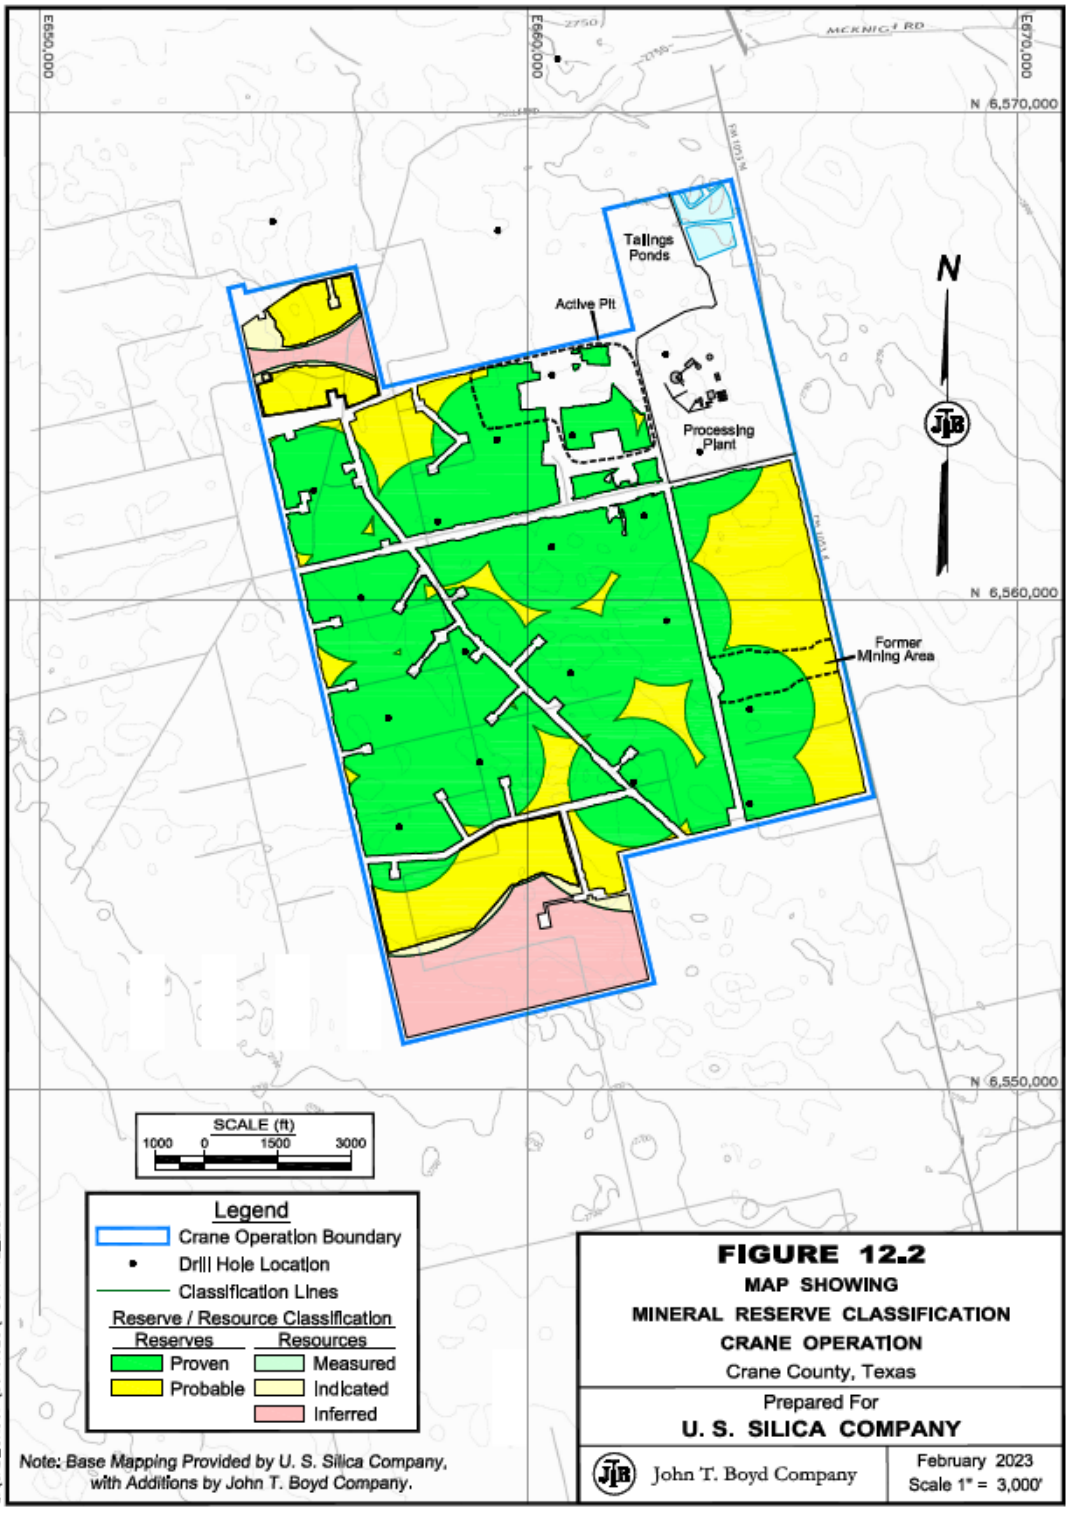 E650,000
E660,000
E670,000
2750
2750
MCKNIGHT RD
N 6,570,000
FM 1053 N
Tailings
Ponds
N
Active Pit
JTB
Processing
Plant
N 6,560,000
Former
Mining Area
N 6,550,000
SCALE (ft)
1000 0 1500 3000
Legend
Crane Operation Boundary
Drill Hole Location
Classification Lines
Reserve / Resource Classification
Reserves Resources
Proven Measured
Probable Indicated
Inferred
Note: Base Mapping Provided by U. S. Silica Company,
with Additions by John T. Boyd Company.
FIGURE 12.2
MAP SHOWING
MINERAL RESERVE CLASSIFICATION
CRANE OPERATION
Crane County, Texas
Prepared For
U. S. SILICA COMPANY
JTB John T. Boyd Company
February 2023
Scale 1" = 3,000'